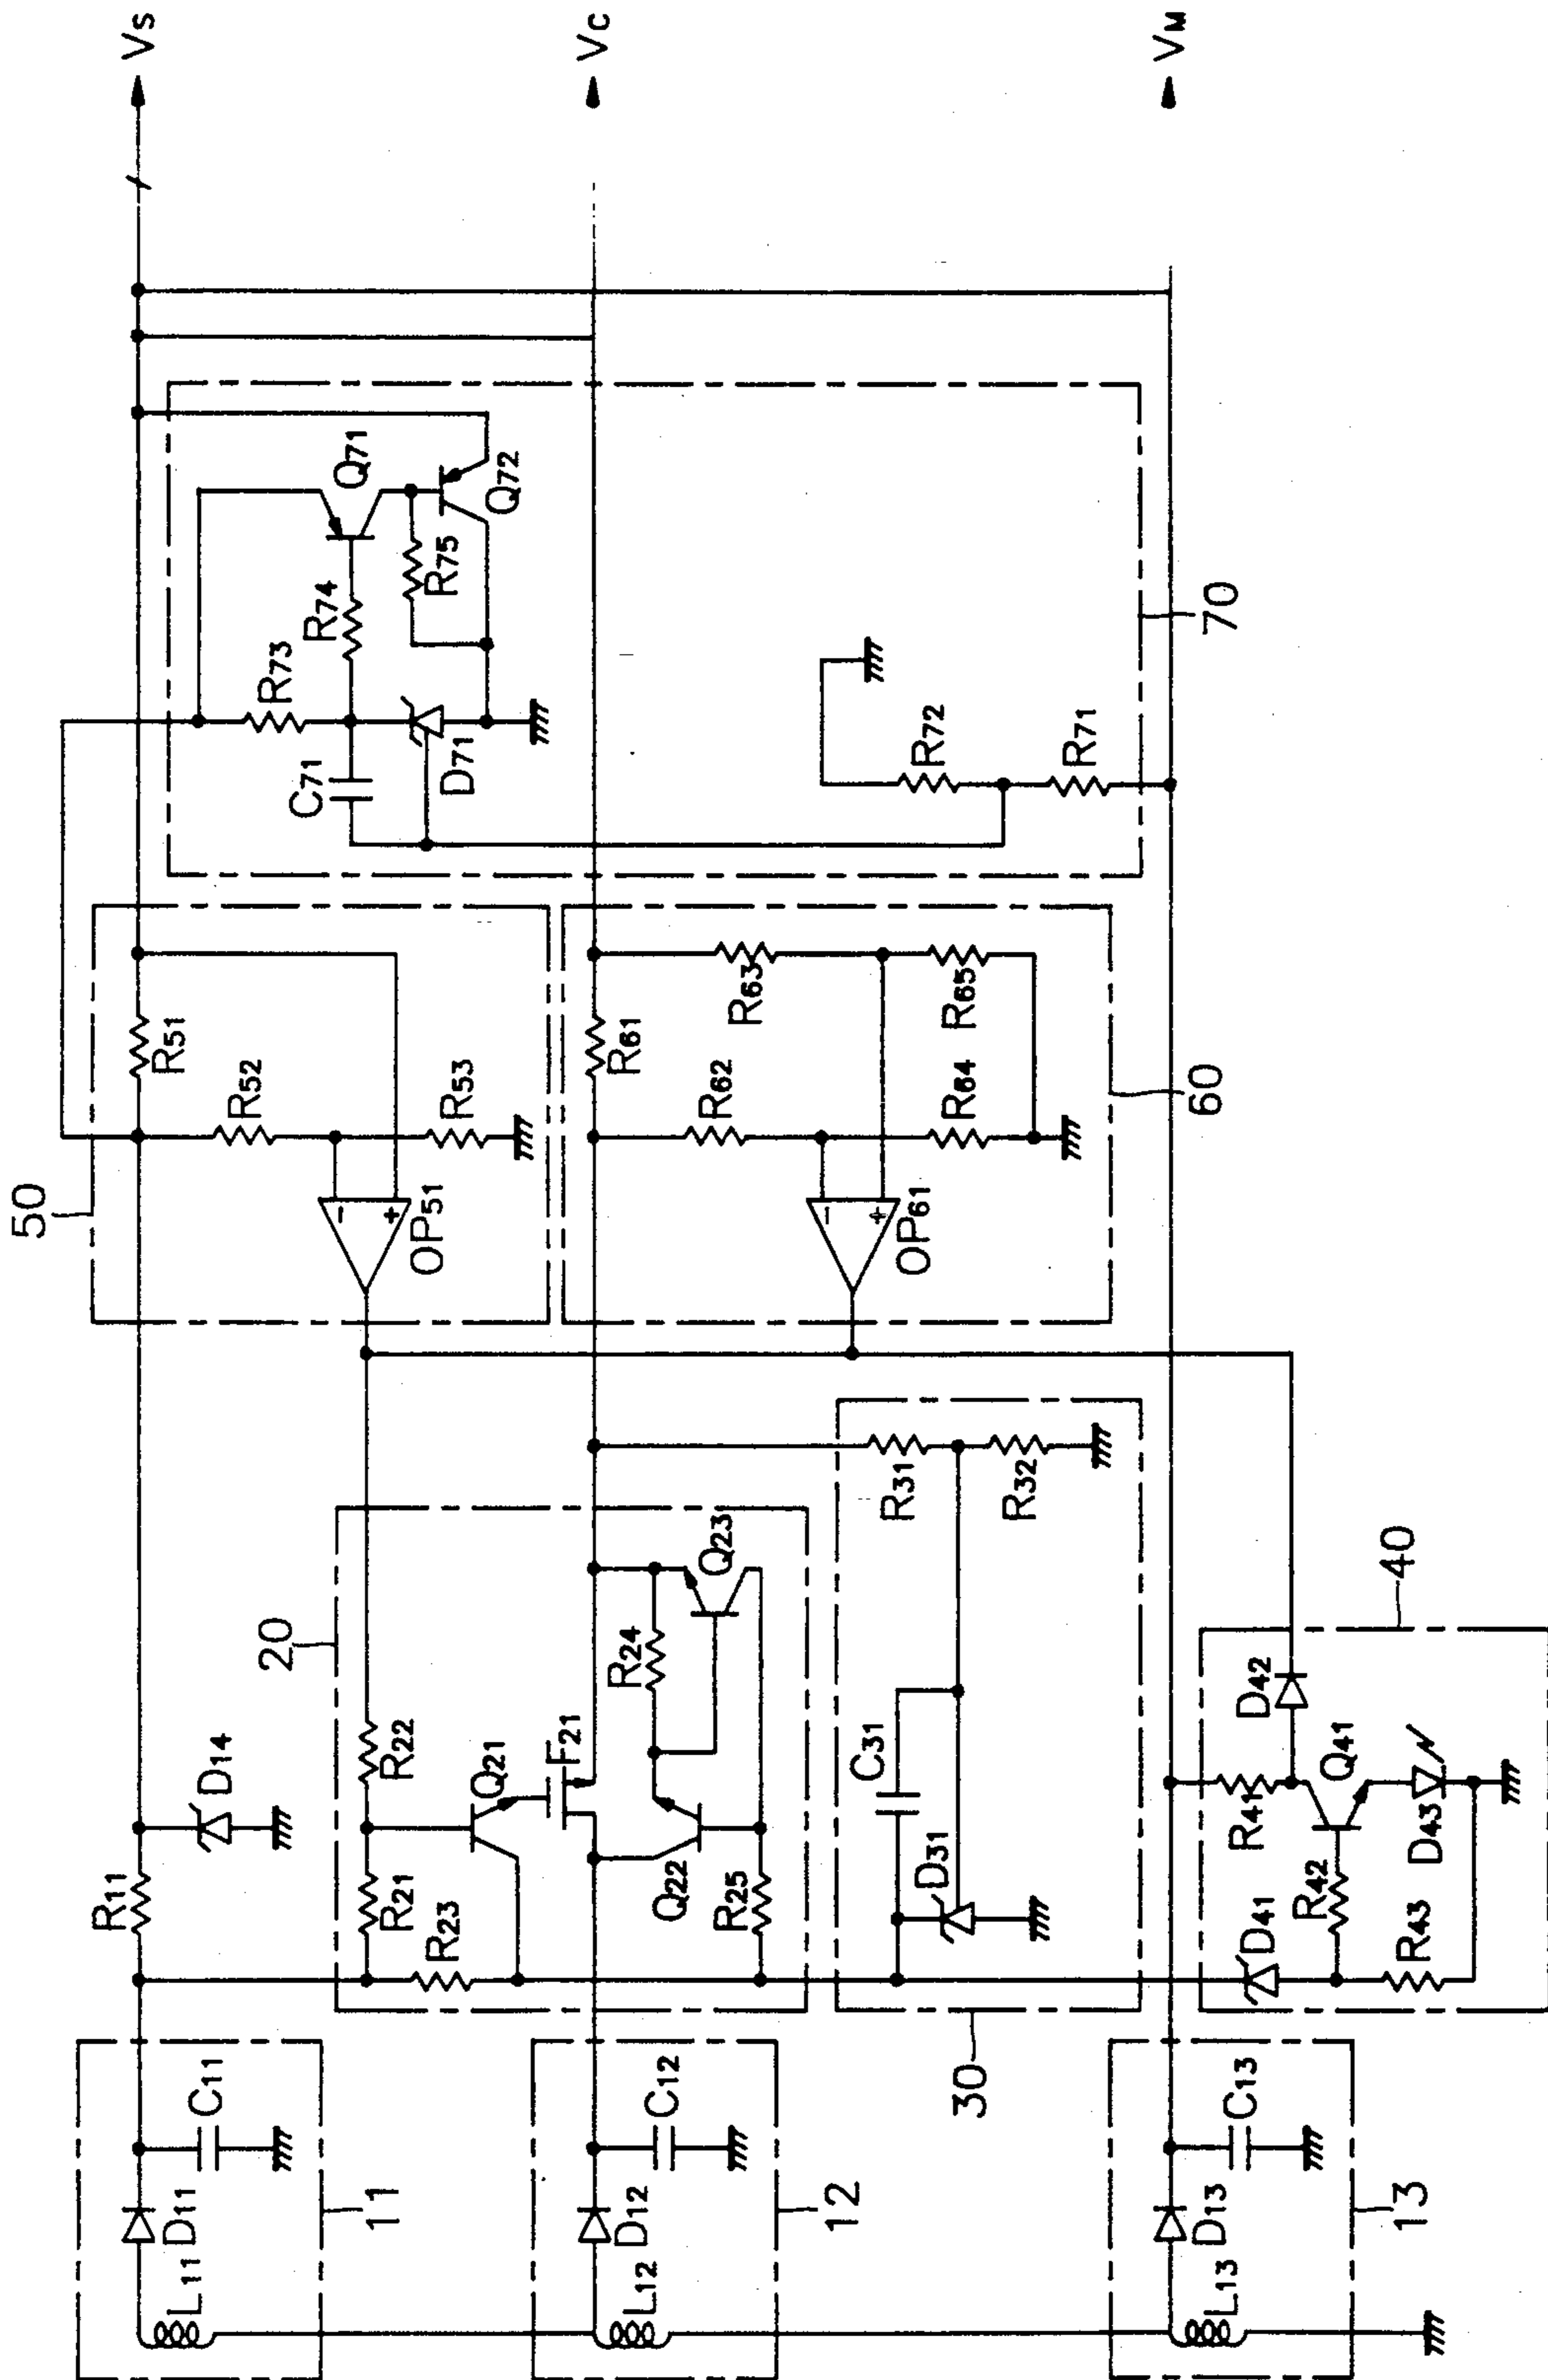 VS
VC
VM
Q71
Q72
R75
R74
R73
C71
D71
R72
R71
70
R51
R52
R53
OP51
50
R61
R63
R65
R62
R64
OP61
60
R31
R32
C31
D31
30
20
Q23
R24
F21
Q21
R22
R21
R23
Q22
R25
D14
R11
40
D42
Q41
R41
D43
R42
D41
R43
C11
D11
L11
11
C12
D12
L12
12
C13
D13
L13
13